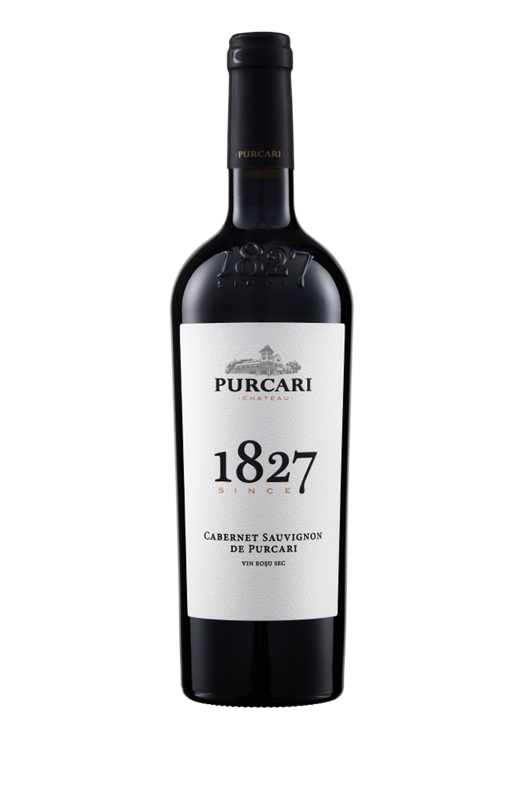 ·PURCARI·
1827
SINCE
PURCARI
·CHATEAU·
1827
SINCE
CABERNET SAUVIGNON
DE PURCARI
VIN ROȘU SEC